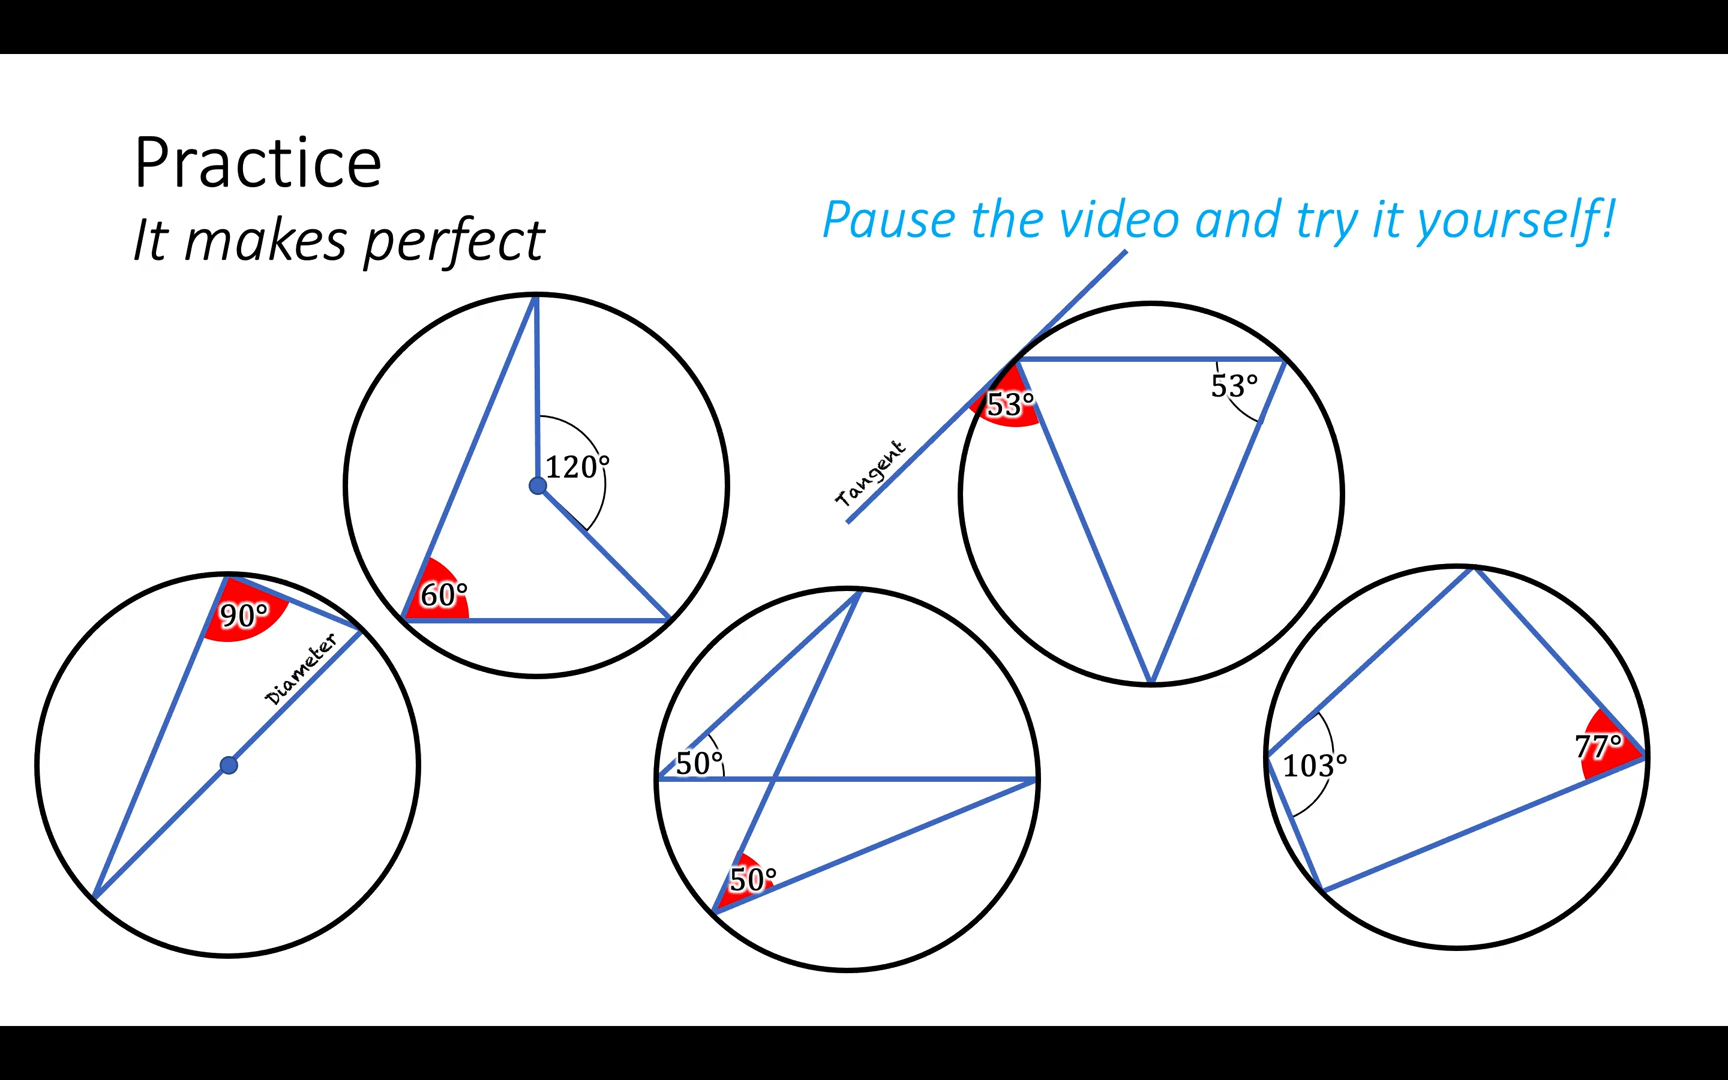 Practice
It makes perfect
Pause the video and try it yourself!
120°
60°
Tangent
53°
53°
90°
Diameter
50°
50°
103°
77°